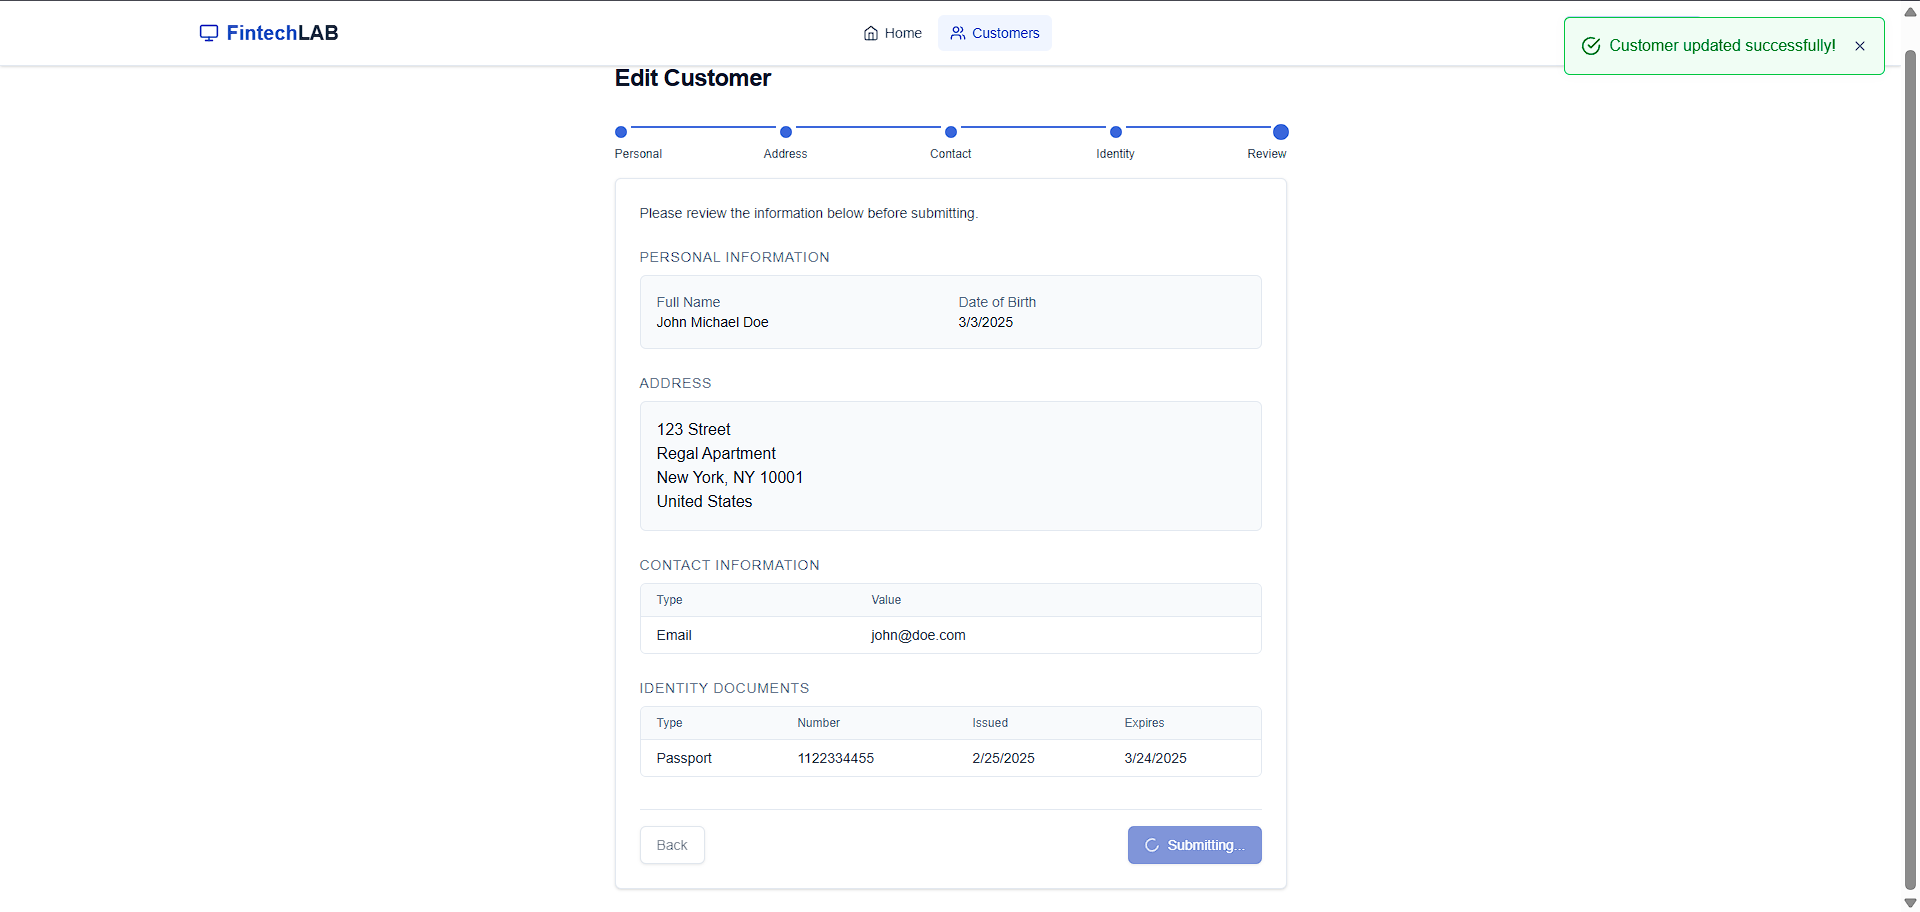 FintechLAB
Home
Customers
Customer updated successfully!
Edit Customer
Personal
Address
Contact
Identity
Review
Please review the information below before submitting.
PERSONAL INFORMATION
Full Name
Date of Birth
John Michael Doe
3/3/2025
ADDRESS
123 Street
Regal Apartment
New York, NY 10001
United States
CONTACT INFORMATION
Type Value
Email john@doe.com
IDENTITY DOCUMENTS
Type Number Issued Expires
Passport 1122334455 2/25/2025 3/24/2025
Back
Submitting...